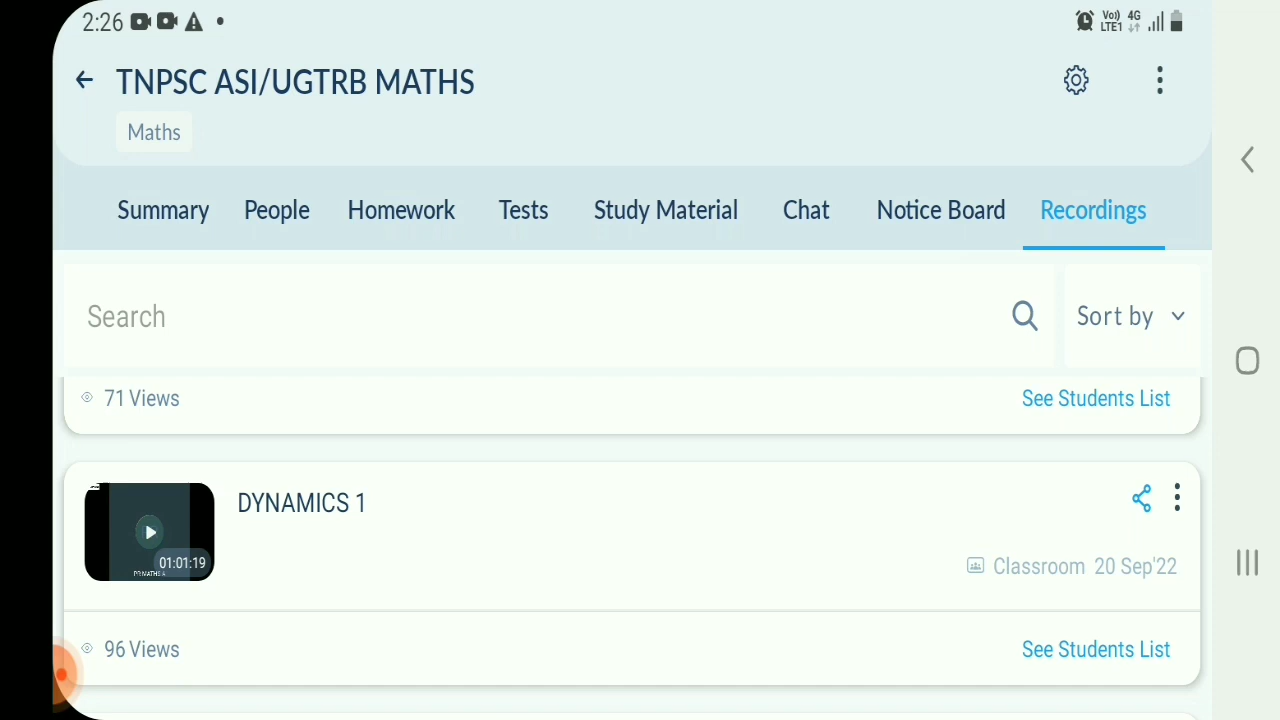 2:26 Vo)) 4G
LTE1
TNPSC ASI/UGTRB MATHS
Maths
Summary People Homework Tests Study Material Chat Notice Board Recordings
Search Sort by
71 Views See Students List
DYNAMICS 1
01:01:19
Classroom 20 Sep'22
96 Views See Students List